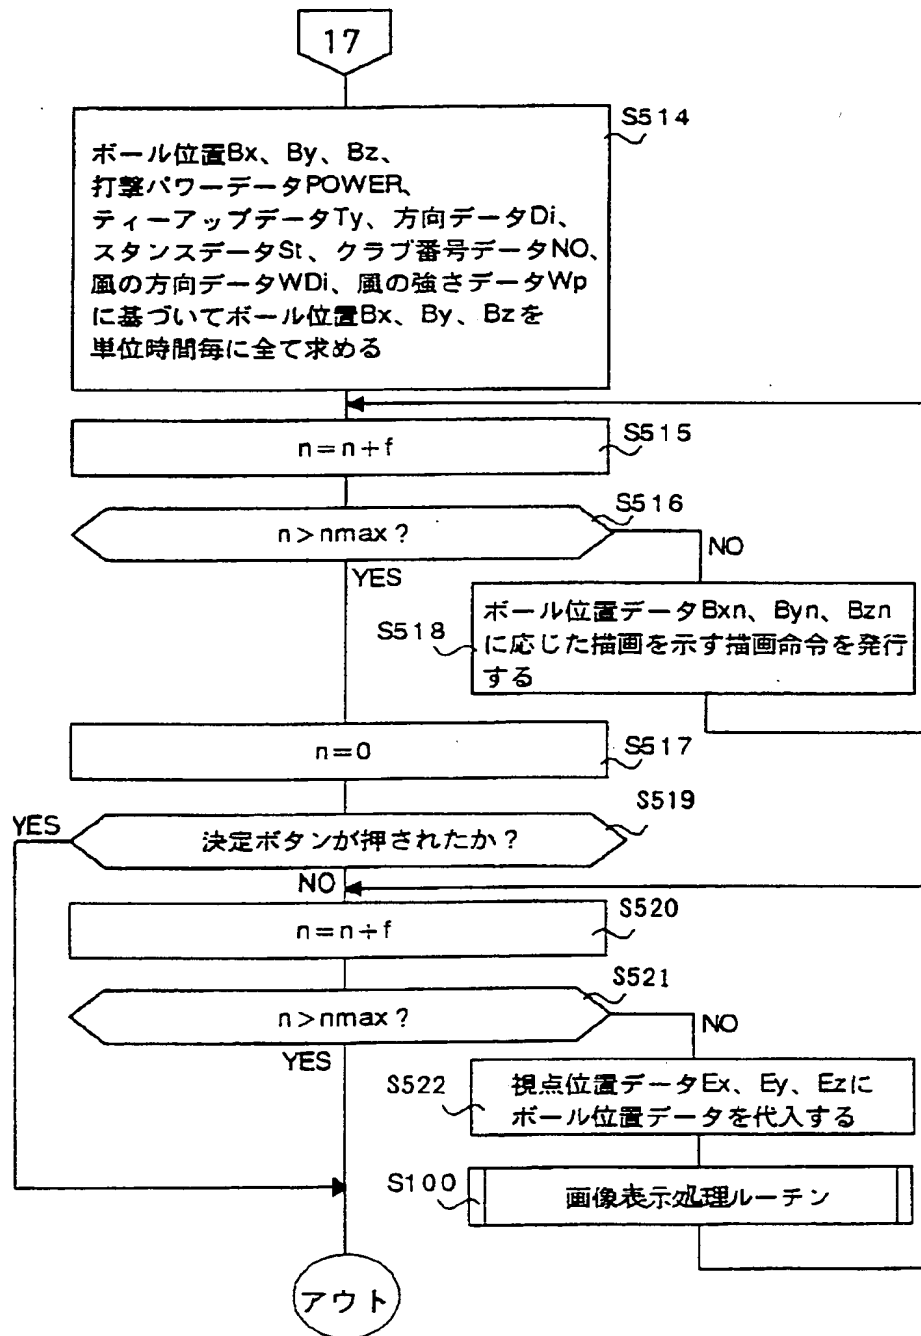 17
S514
ボール位置Bx、By、Bz、
打撃パワーデータPOWER、
ティーアップデータTy、方向データDi、
スタンスデータSt、クラブ番号データNO、
風の方向データWDi、風の強さデータWp
に基づいてボール位置Bx、By、Bzを
単位時間毎に全て求める
S515
n=n+f
S516
n>nmax?
NO
YES
S518
ボール位置データBxn、Byn、Bzn
に応じた描画を示す描画命令を発行
する
S517
n=0
S519
YES
決定ボタンが押されたか?
NO
S520
n=n+f
S521
n>nmax?
NO
YES
S522
視点位置データEx、Ey、Ezに
ボール位置データを代入する
S100
画像表示処理ルーチン
アウト